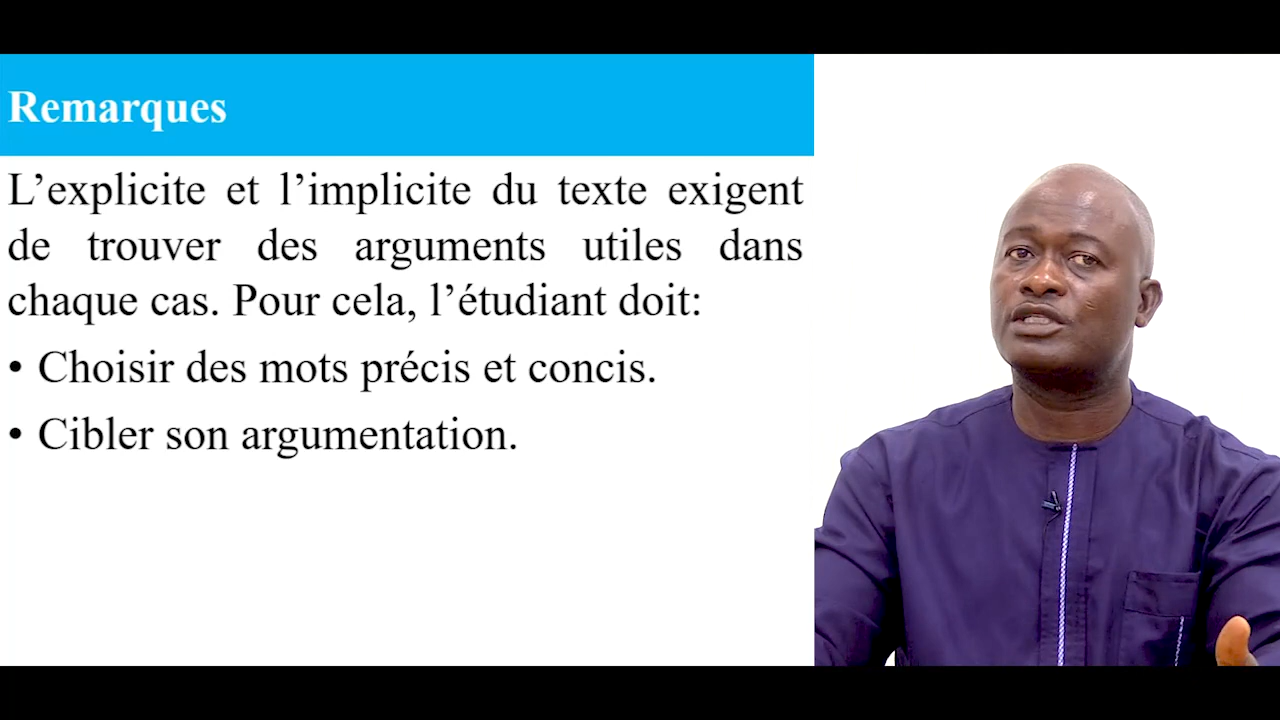 Remarques
L’explicite et l’implicite du texte exigent
de trouver des arguments utiles dans
chaque cas. Pour cela, l’étudiant doit:
• Choisir des mots précis et concis.
• Cibler son argumentation.